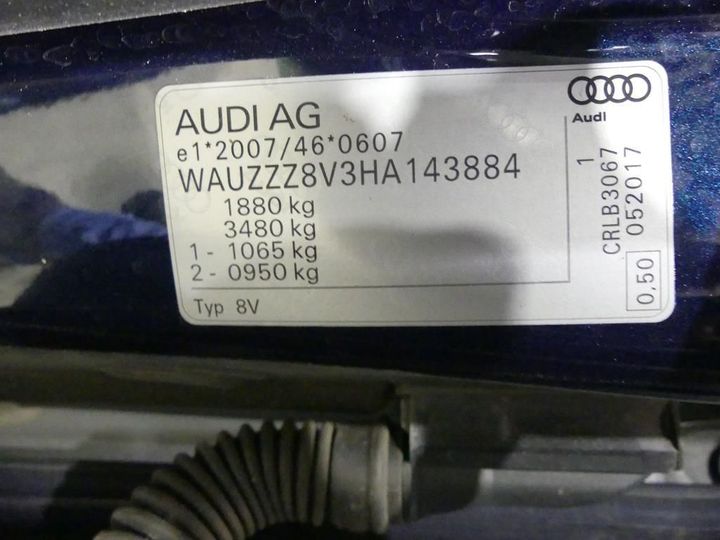 AUDI AG
Audi
e1*2007/46*0607
WAUZZZ8V3HA143884
1880 kg
3480 kg
1 - 1065 kg
2 - 0950 kg
Typ 8V
1
CRLB3067
052017
0,50